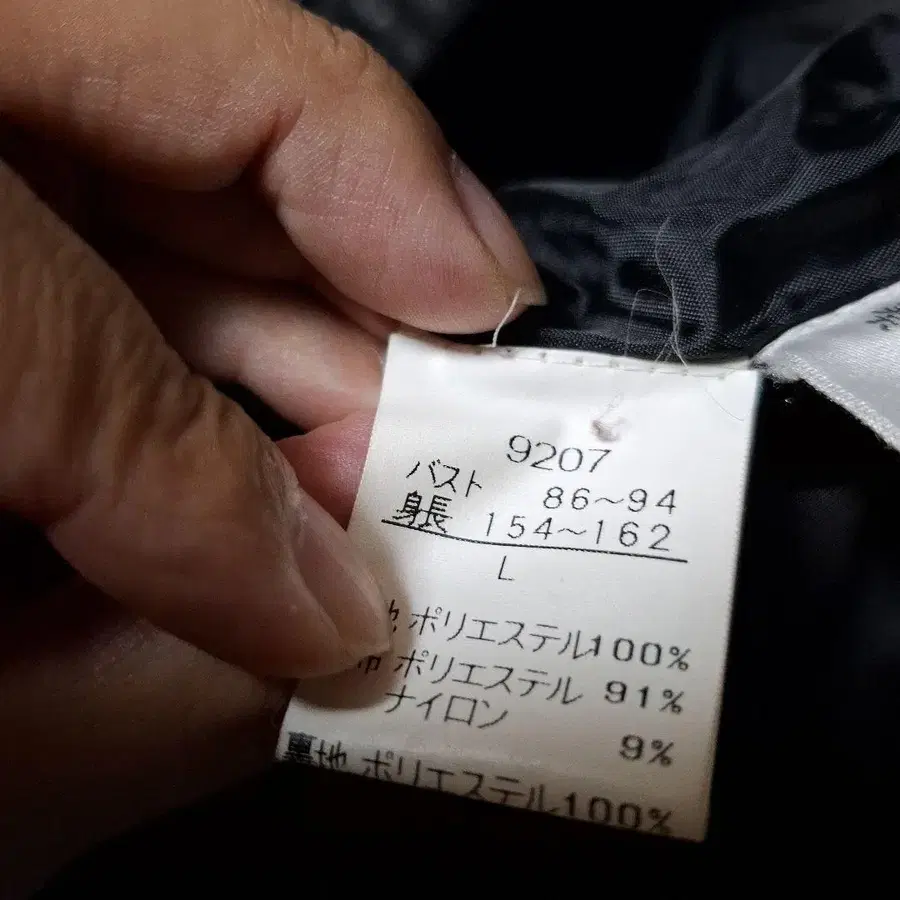 9207
バスト 86～94
身長 154～162
L
地 ポリエステル100%
布 ポリエステル 91%
ナイロン 9%
裏地 ポリエステル100%